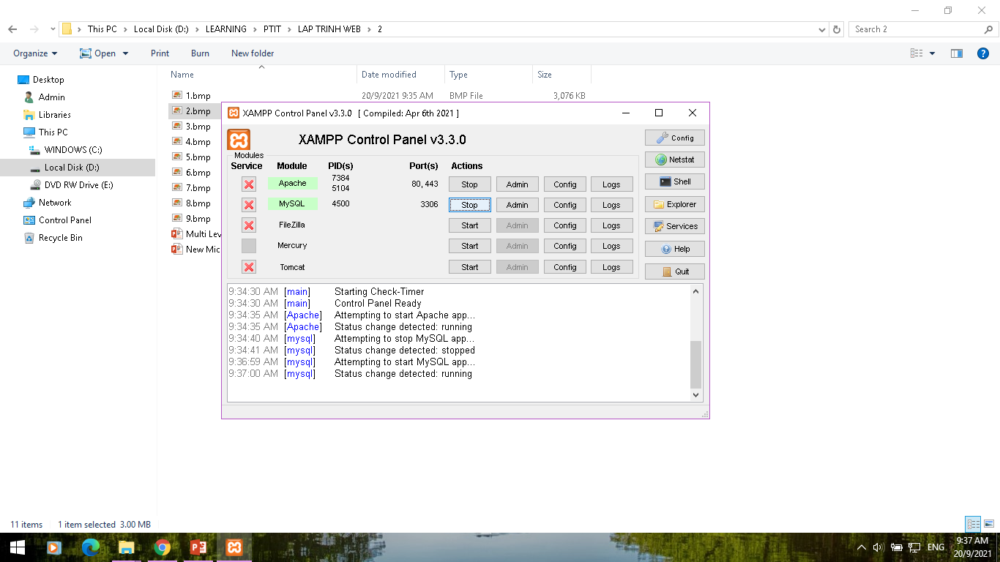 This PC Local Disk (D:) LEARNING PTIT LAP TRINH WEB 2
Search 2
Organize Open Print Burn New folder
Desktop
Admin
Libraries
This PC
WINDOWS (C:)
Local Disk (D:)
DVD RW Drive (E:)
Network
Control Panel
Recycle Bin
Name Date modified Type Size
1.bmp 20/9/2021 9:35 AM BMP File 3,076 KB
2.bmp
3.bmp
4.bmp
5.bmp
6.bmp
7.bmp
8.bmp
9.bmp
Multi Lev
New Mic
XAMPP Control Panel v3.3.0 [ Compiled: Apr 6th 2021 ]
XAMPP Control Panel v3.3.0
Modules
Service Module PID(s) Port(s) Actions
Apache 7384 5104 80, 443 Stop Admin Config Logs
MySQL 4500 3306 Stop Admin Config Logs
FileZilla Start Admin Config Logs
Mercury Start Admin Config Logs
Tomcat Start Admin Config Logs
Config
Netstat
Shell
Explorer
Services
Help
Quit
9:34:30 AM [main] Starting Check-Timer
9:34:30 AM [main] Control Panel Ready
9:34:35 AM [Apache] Attempting to start Apache app...
9:34:35 AM [Apache] Status change detected: running
9:34:40 AM [mysql] Attempting to stop MySQL app...
9:34:41 AM [mysql] Status change detected: stopped
9:36:59 AM [mysql] Attempting to start MySQL app...
9:37:00 AM [mysql] Status change detected: running
11 items 1 item selected 3.00 MB
ENG
9:37 AM
20/9/2021